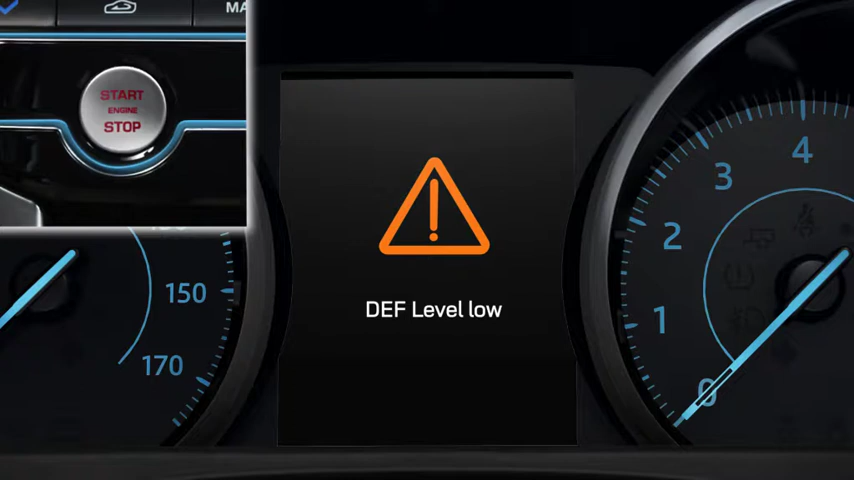 MA
START
ENGINE
STOP
150
170
DEF Level low
4
3
2
1
0